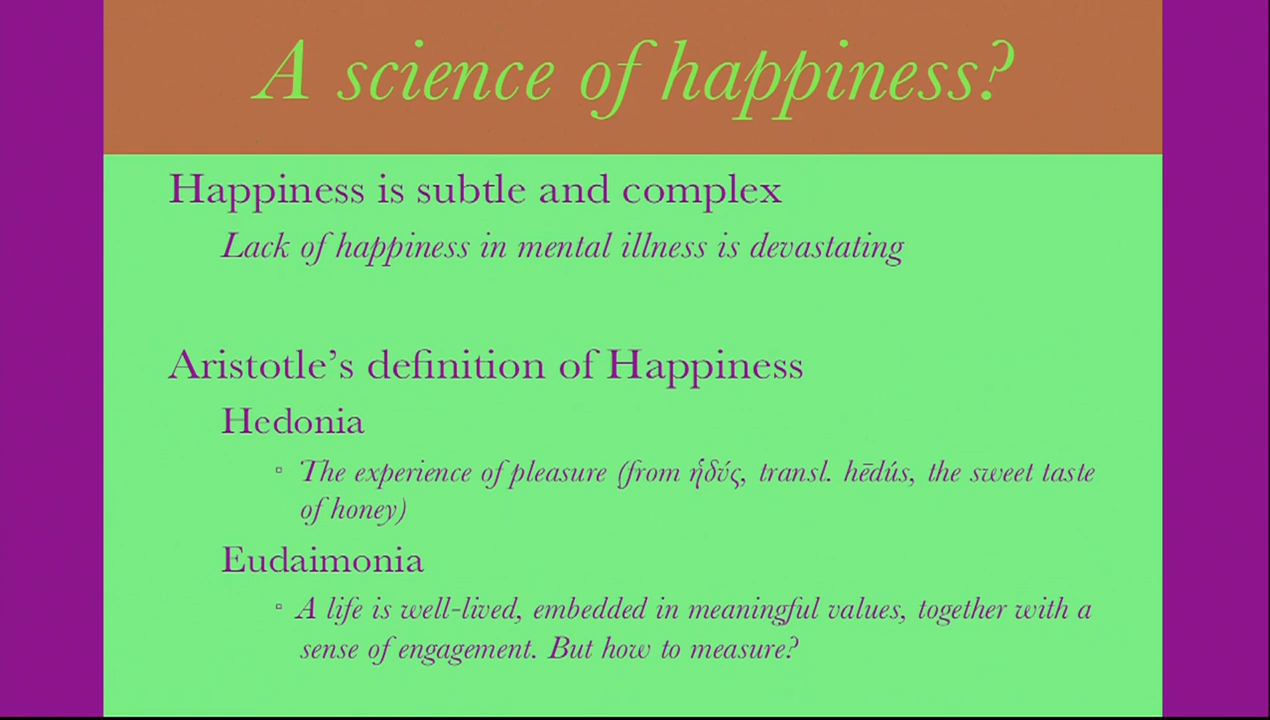 A science of happiness?
Happiness is subtle and complex
Lack of happiness in mental illness is devastating
Aristotle’s definition of Happiness
Hedonia
▫ The experience of pleasure (from ἡδύς, transl. hēdús, the sweet taste
of honey)
Eudaimonia
▫ A life is well-lived, embedded in meaningful values, together with a
sense of engagement. But how to measure?